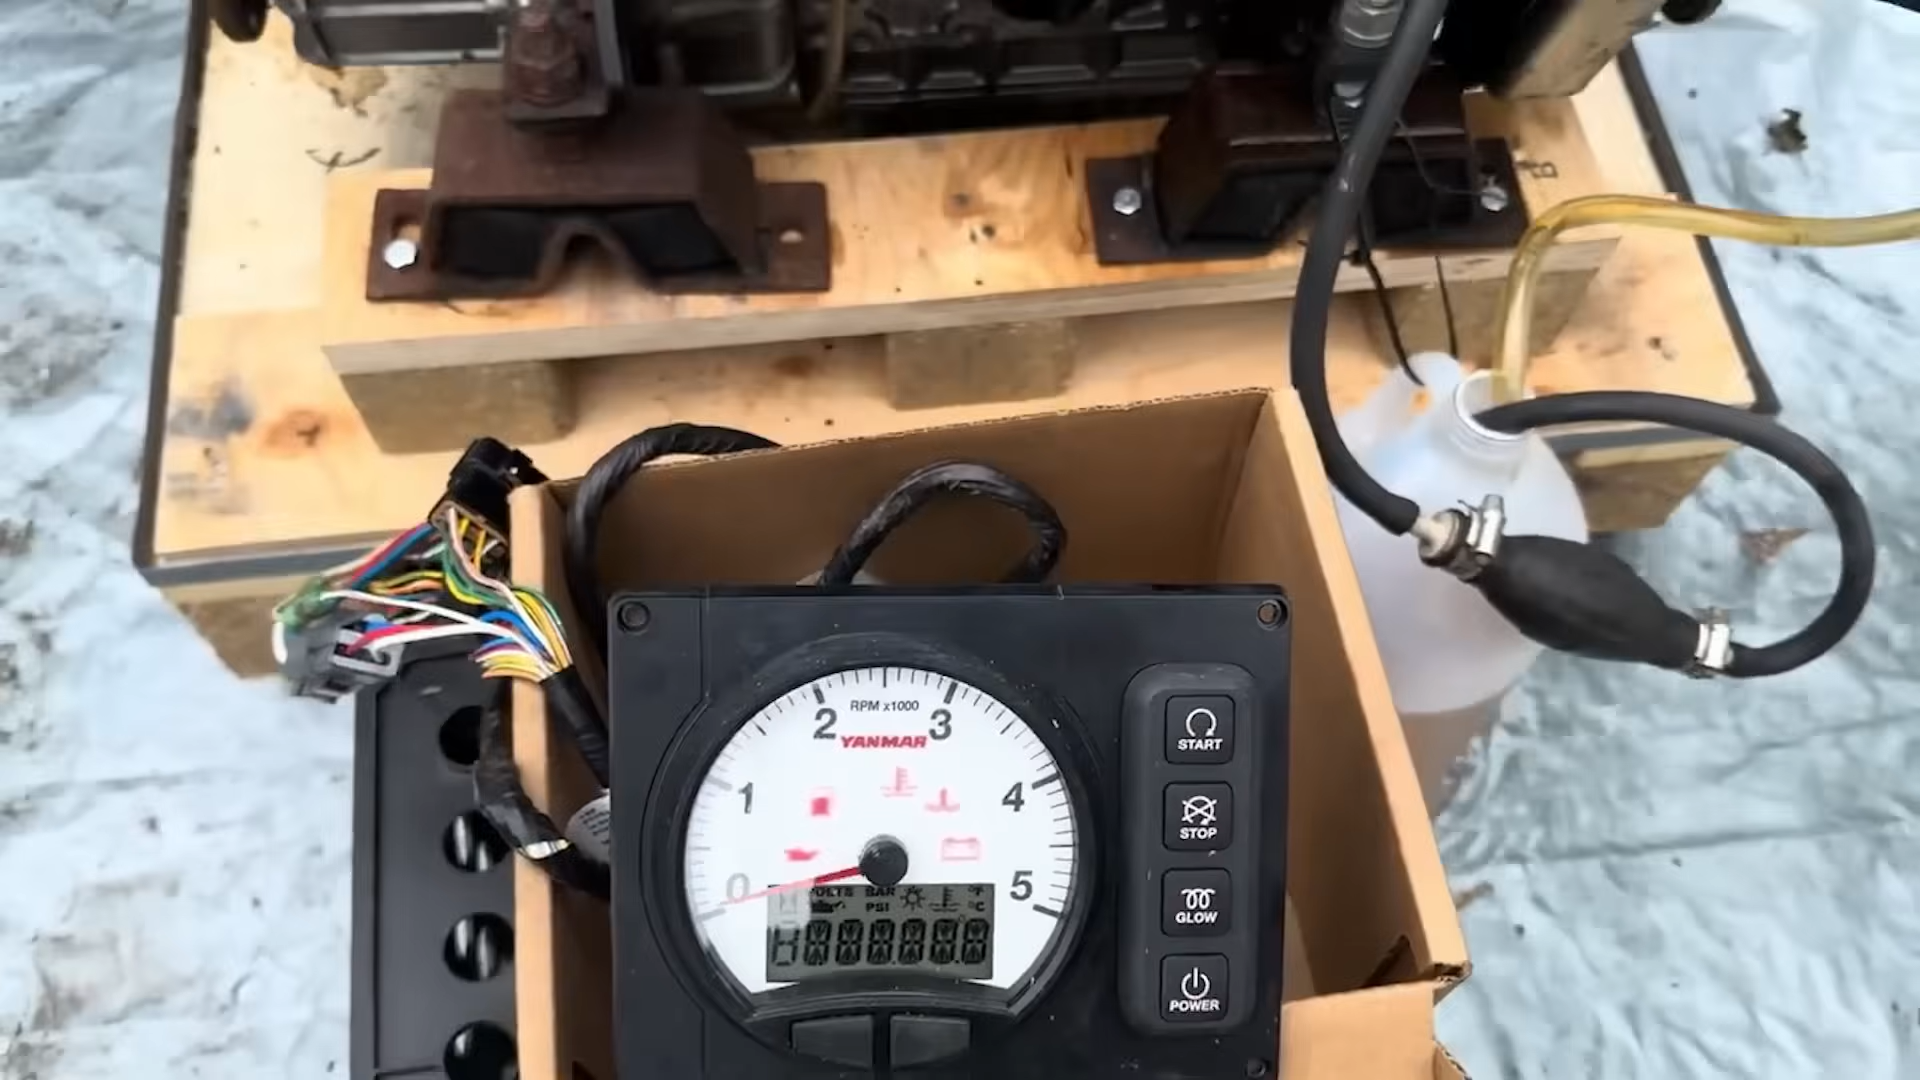 B
RPM x1000
2
3
YANMAR
1
4
0
5
VOLTS BAR °F
PSI °C
START
STOP
GLOW
POWER